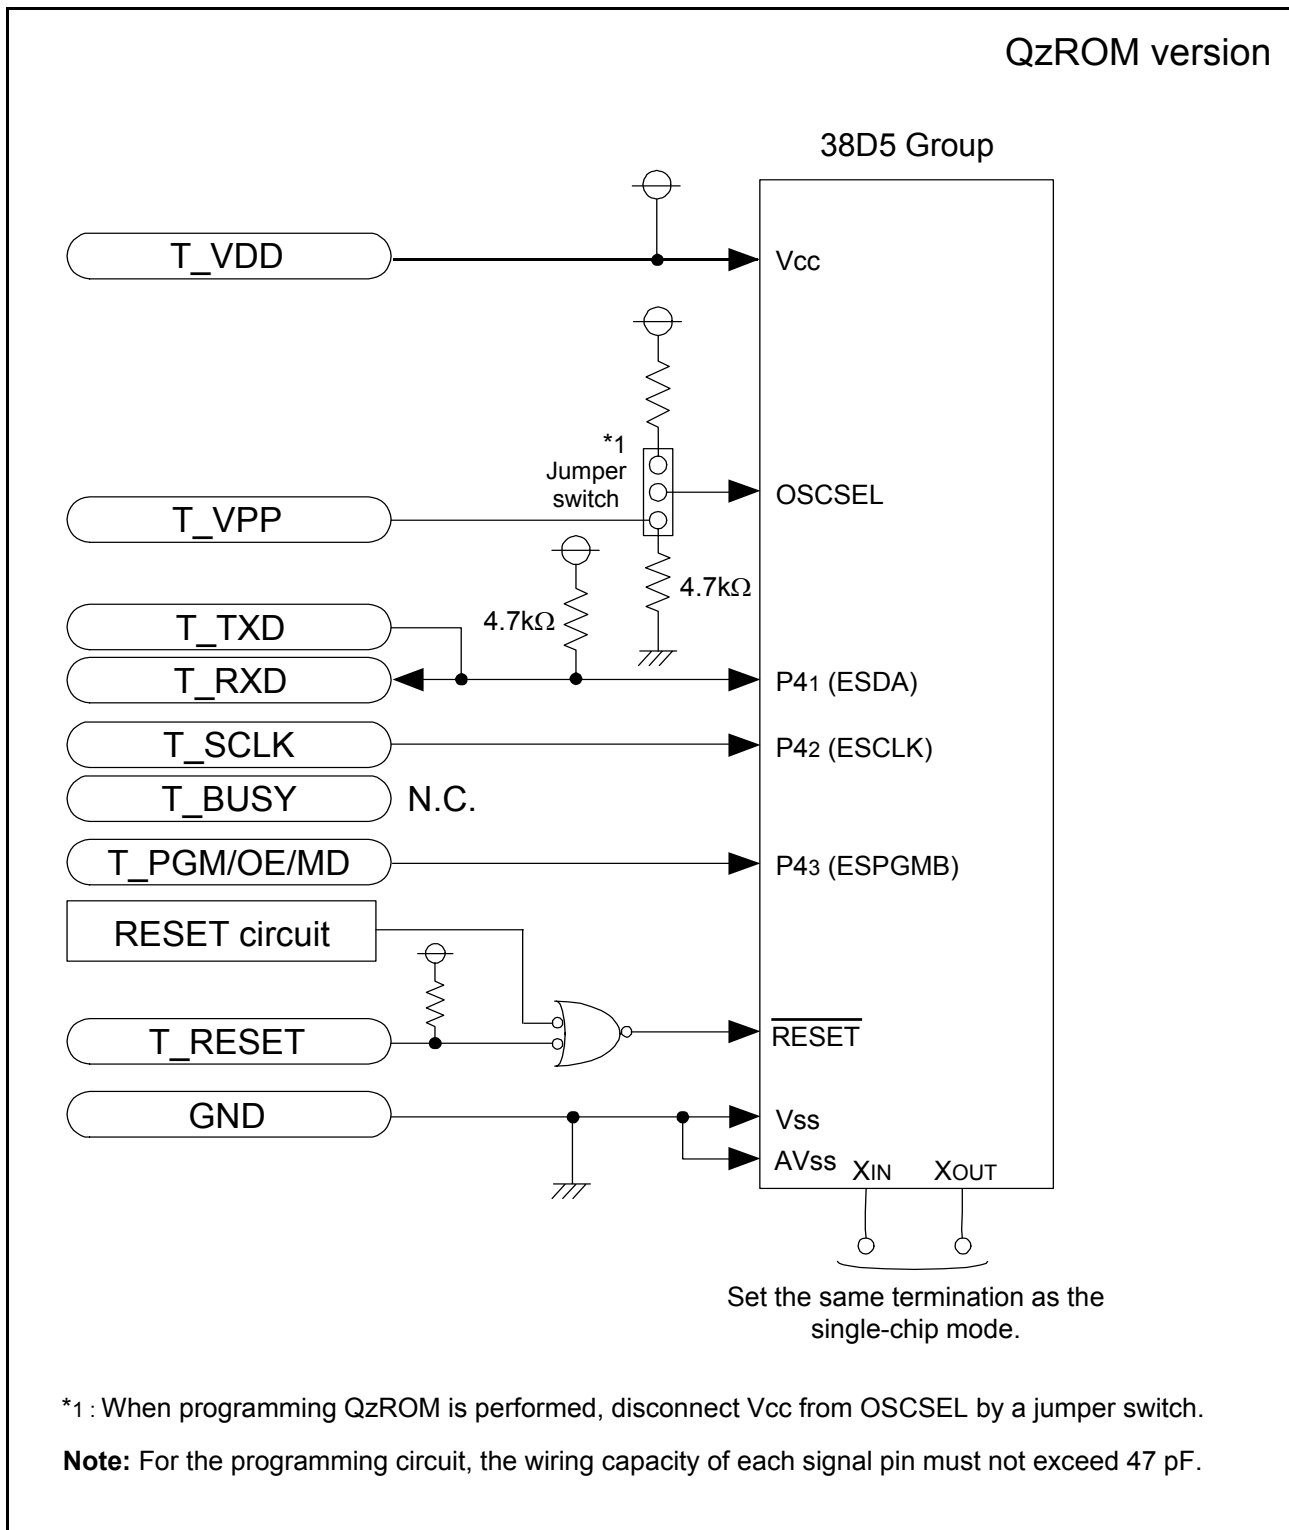 QzROM version
38D5 Group
T_VDD
Vcc
*1
Jumper
switch
OSCSEL
T_VPP
4.7kΩ
T_TXD
4.7kΩ
T_RXD
P41 (ESDA)
T_SCLK
P42 (ESCLK)
T_BUSY
N.C.
T_PGM/OE/MD
P43 (ESPGMB)
RESET circuit
T_RESET
RESET
GND
Vss
AVss
XIN
XOUT
Set the same termination as the
single-chip mode.
*1 : When programming QzROM is performed, disconnect Vcc from OSCSEL by a jumper switch.
Note: For the programming circuit, the wiring capacity of each signal pin must not exceed 47 pF.